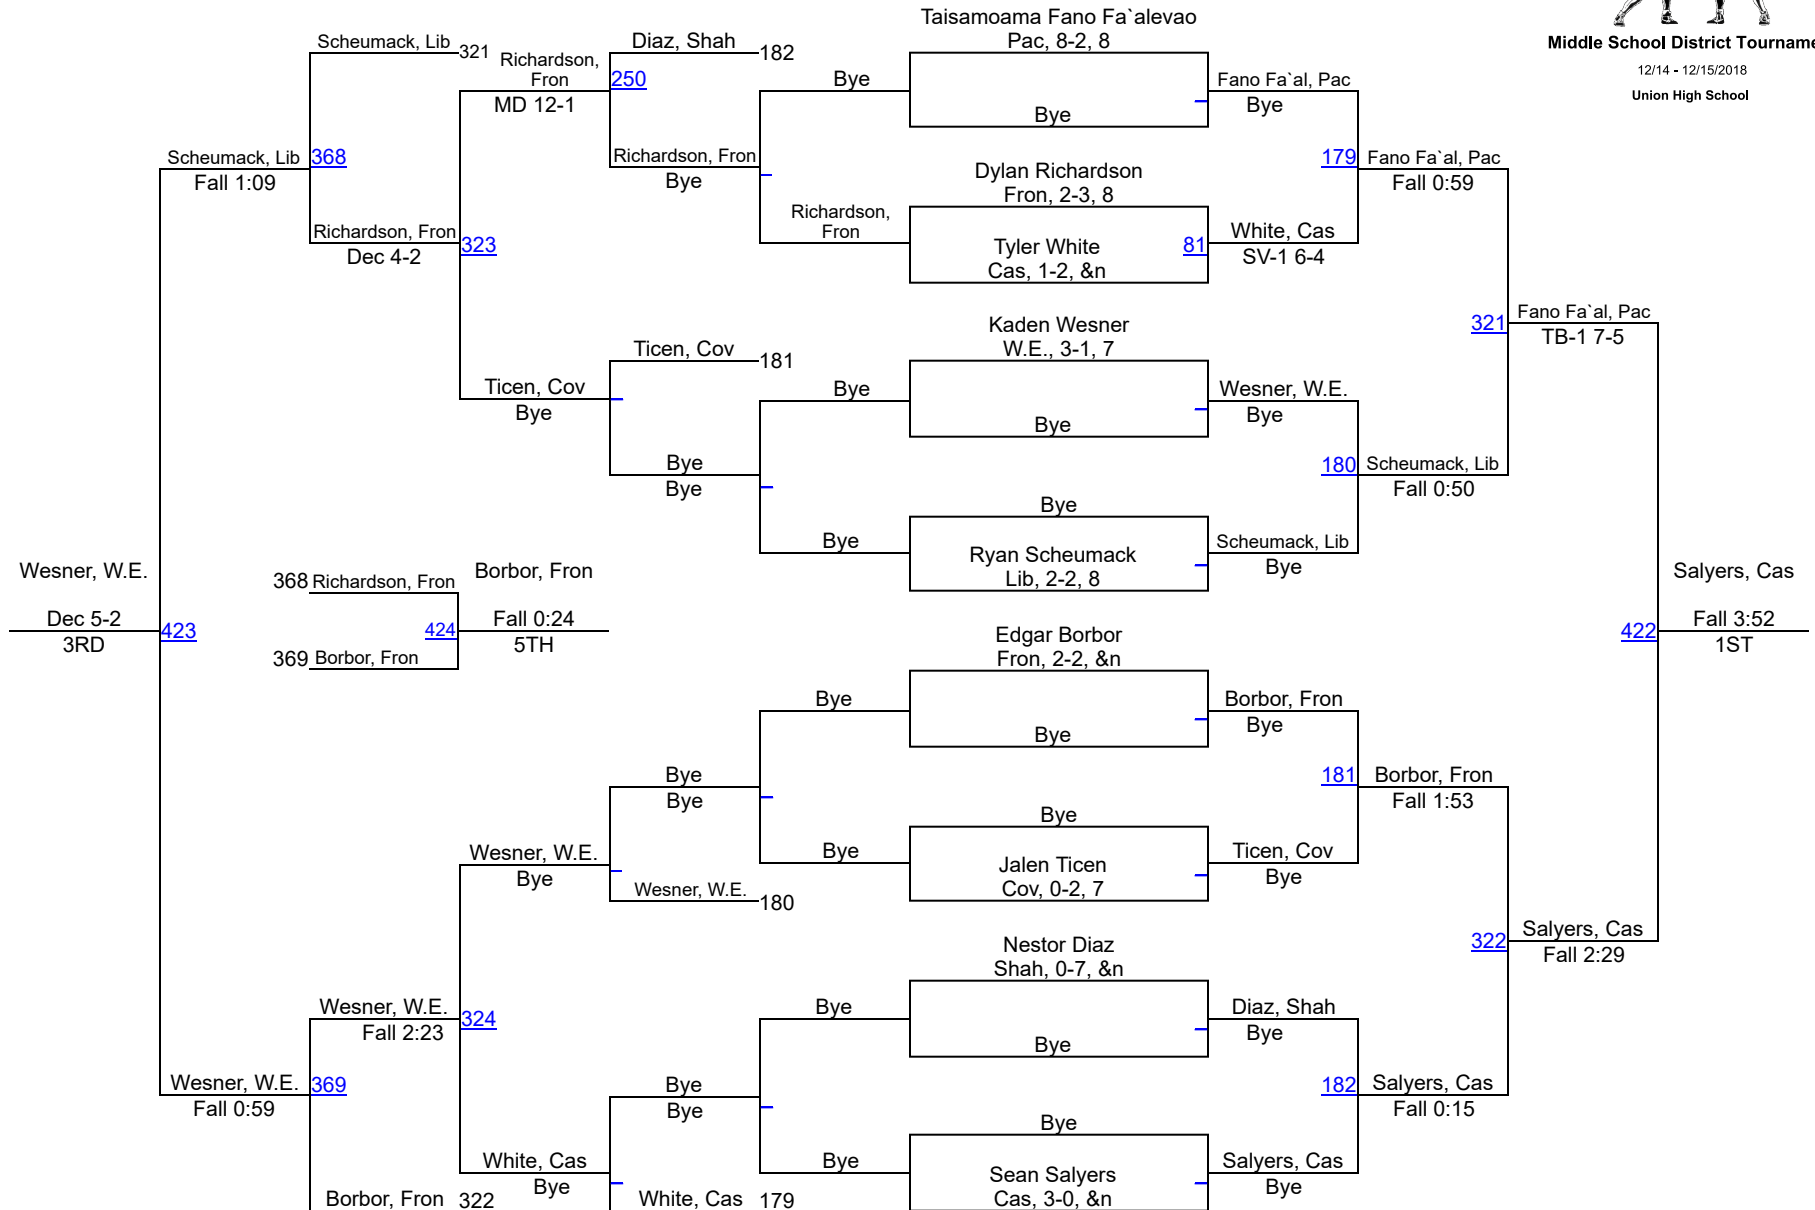 Middle School District Tourname
12/14 - 12/15/2018
Union High School
Taisamoama Fano Fa`alevao
Pac, 8-2, 8
Bye
Dylan Richardson
Fron, 2-3, 8
Tyler White
Cas, 1-2, &n
81
Kaden Wesner
W.E., 3-1, 7
Bye
Bye
Ryan Scheumack
Lib, 2-2, 8
Edgar Borbor
Fron, 2-2, &n
Bye
Bye
Jalen Ticen
Cov, 0-2, 7
Nestor Diaz
Shah, 0-7, &n
Bye
Bye
Sean Salyers
Cas, 3-0, &n
Fano Fa`al, Pac
Bye
White, Cas
SV-1 6-4
Wesner, W.E.
Bye
Scheumack, Lib
Bye
Borbor, Fron
Bye
Ticen, Cov
Bye
Diaz, Shah
Bye
Salyers, Cas
Bye
179
Fano Fa`al, Pac
Fall 0:59
180
Scheumack, Lib
Fall 0:50
181
Borbor, Fron
Fall 1:53
182
Salyers, Cas
Fall 0:15
321
Fano Fa`al, Pac
TB-1 7-5
322
Salyers, Cas
Fall 2:29
Salyers, Cas
422
Fall 3:52
1ST
Bye
Richardson,
Fron
Bye
Bye
Bye
Bye
Bye
Bye
Diaz, Shah
182
Richardson, Fron
Bye
Ticen, Cov
181
Bye
Bye
Bye
Bye
Wesner, W.E.
180
Bye
Bye
White, Cas
179
Richardson,
Fron
250
MD 12-1
Ticen, Cov
Bye
Wesner, W.E.
Bye
White, Cas
Bye
Scheumack, Lib
321
Richardson, Fron
323
Dec 4-2
Wesner, W.E.
324
Fall 2:23
Borbor, Fron
322
Scheumack, Lib
368
Fall 1:09
Wesner, W.E.
369
Fall 0:59
Wesner, W.E.
Dec 5-2
423
3RD
368
Richardson, Fron
369
Borbor, Fron
424
Borbor, Fron
Fall 0:24
5TH